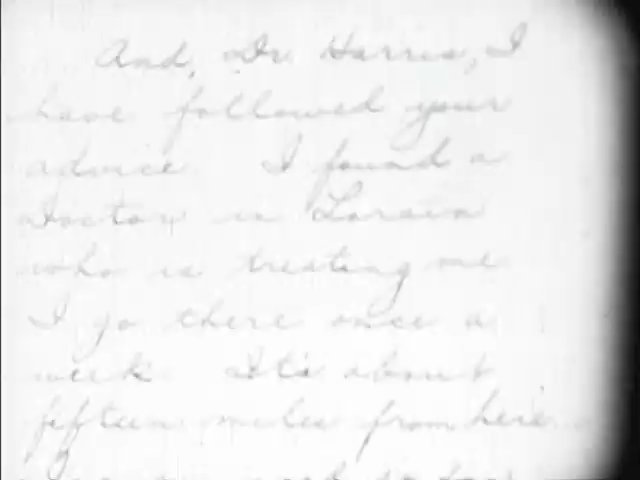 And, Dr. Harris, I
have followed your
advice. I found a
Doctor in
who is treating me
I go there once a
week. It's about
fifteen miles from here